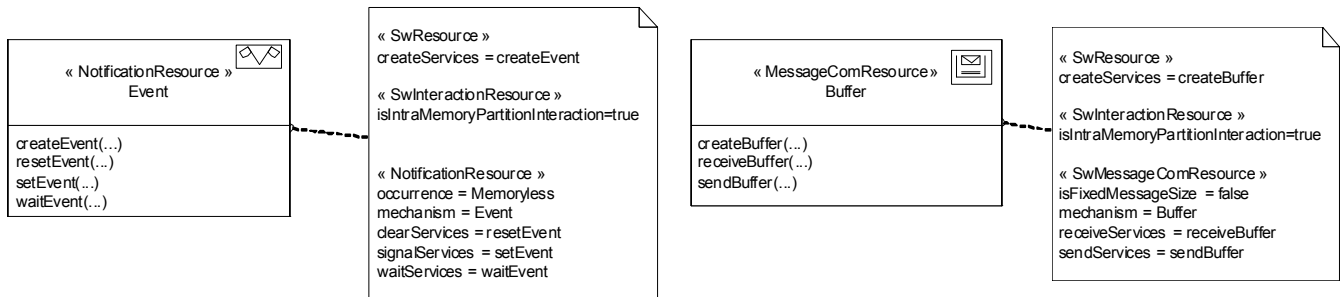 « NotificationResource »
Event
createEvent(...)
resetEvent(...)
setEvent(...)
waitEvent(...)
« SwResource »
createServices = createEvent
« SwInteractionResource »
isIntraMemoryPartitionInteraction=true
« NotificationResource »
occurrence = Memoryless
mechanism = Event
clearServices = resetEvent
signalServices = setEvent
waitServices = waitEvent
« MessageComResource»
Buffer
createBuffer(...)
receiveBuffer(...)
sendBuffer(...)
« SwResource »
createServices = createBuffer
« SwInteractionResource »
isIntraMemoryPartitionInteraction=true
« SwMessageComResource »
isFixedMessageSize = false
mechanism = Buffer
receiveServices = receiveBuffer
sendServices = sendBuffer